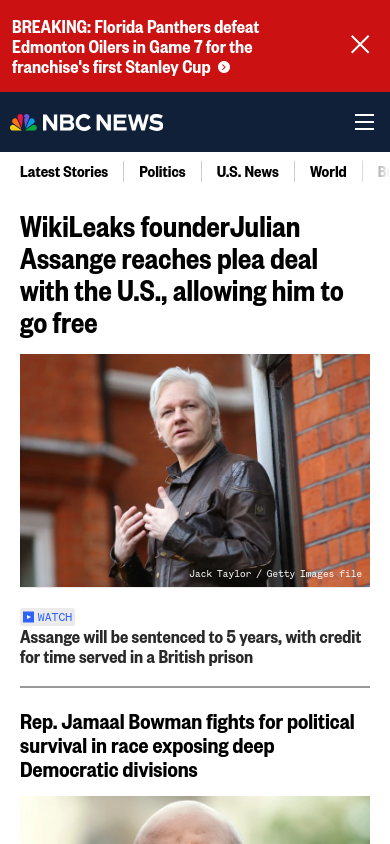 BREAKING: Florida Panthers defeat
Edmonton Oilers in Game 7 for the
franchise's first Stanley Cup
NBC NEWS
Latest Stories Politics U.S. News World
WikiLeaks founderJulian
Assange reaches plea deal
with the U.S., allowing him to
go free
Jack Taylor / Getty Images file
WATCH
Assange will be sentenced to 5 years, with credit
for time served in a British prison
Rep. Jamaal Bowman fights for political
survival in race exposing deep
Democratic divisions